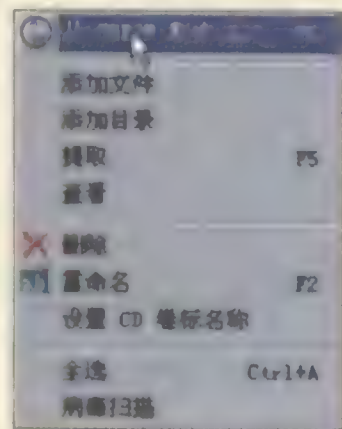 添加文件
添加目录
提取 F5
查看
删除
重命名 F2
设置 CD 卷标名称
全选 Ctrl+A
病毒扫描